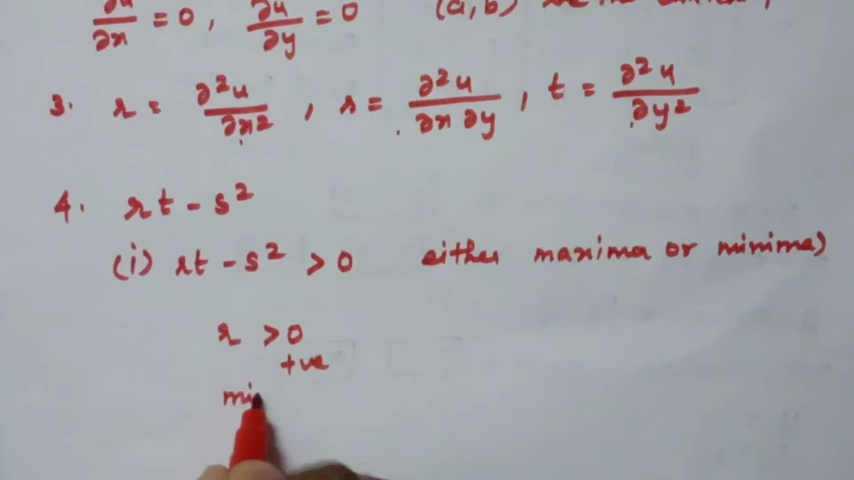 ∂u/∂x = 0, ∂u/∂y = 0 (a, b)
3. r = ∂²u/∂x², s = ∂²u/∂x ∂y, t = ∂²u/∂y²
4. rt - s²
(i) rt - s² > 0 either maxima or minima)
r > 0
+ve
mi